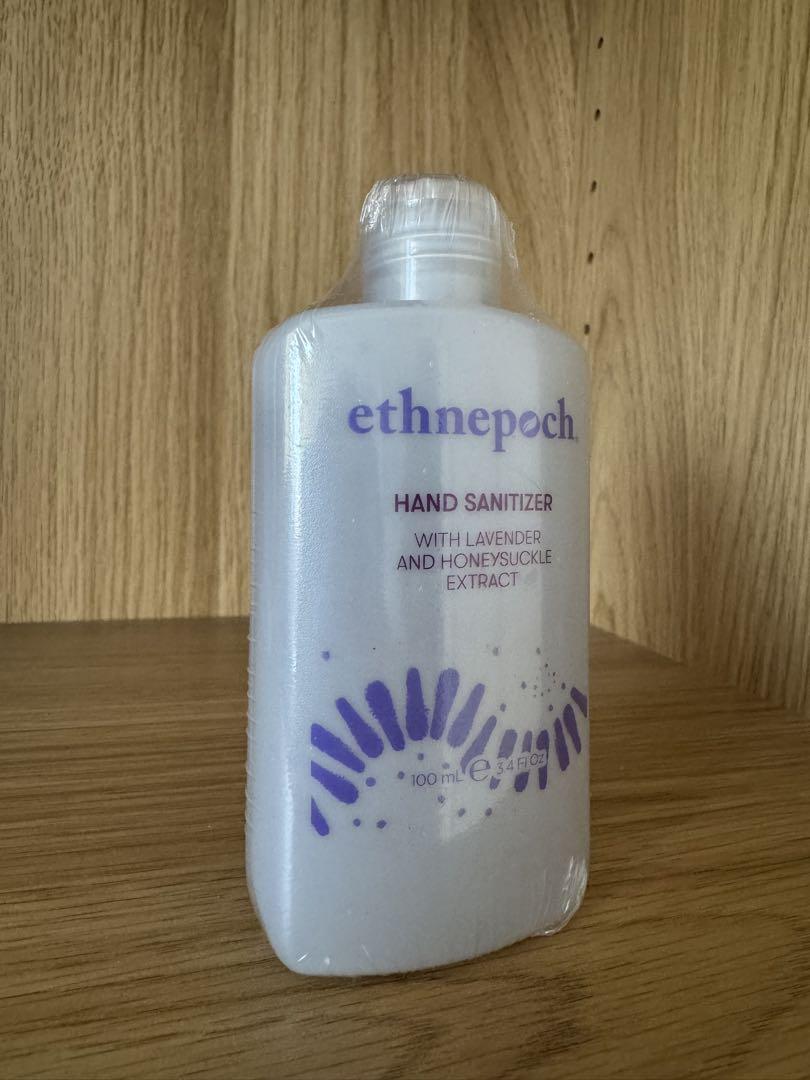 ethnepoch
HAND SANITIZER
WITH LAVENDER
AND HONEYSUCKLE
EXTRACT
100 mL ℮ 3.4 Fl Oz